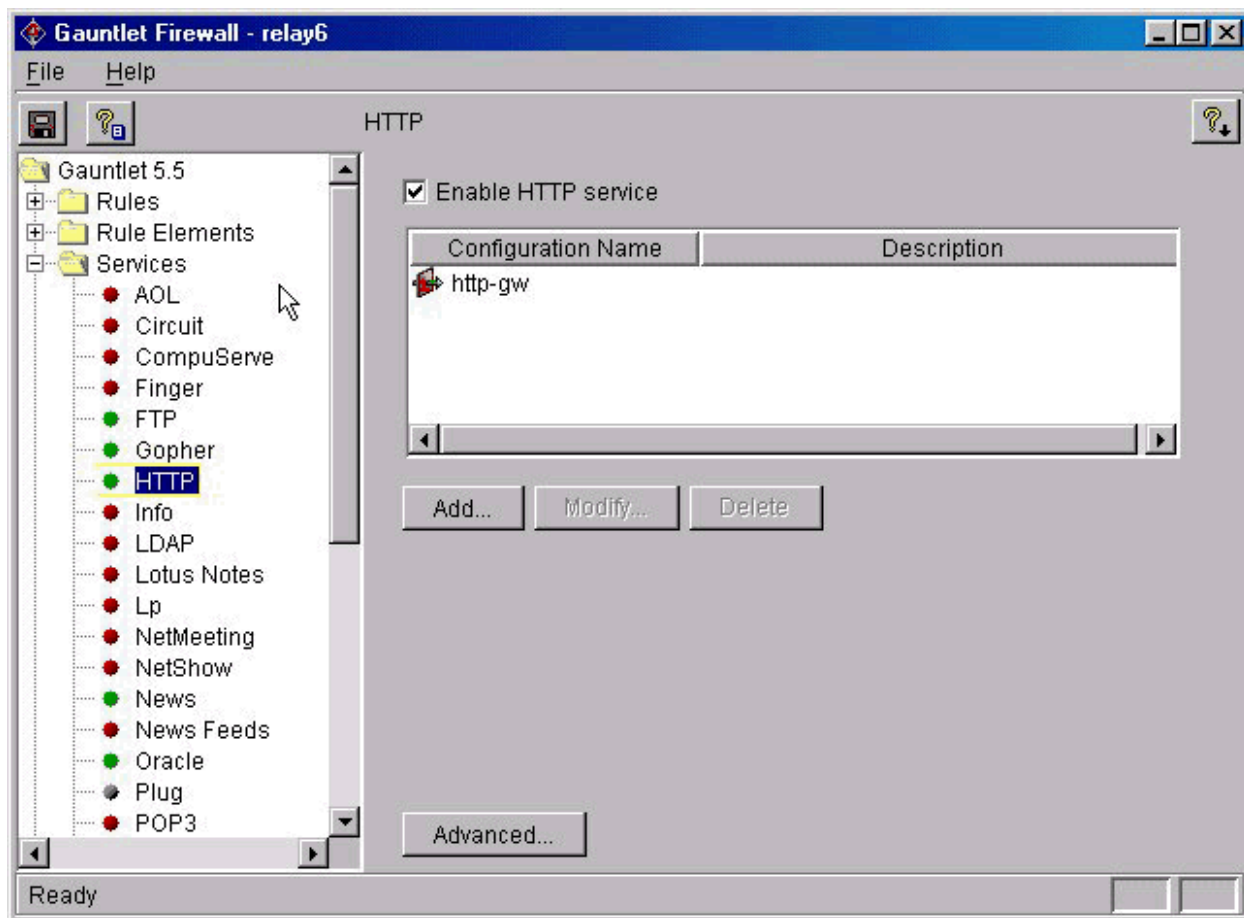 Gauntlet Firewall - relay6
File Help
HTTP
Gauntlet 5.5
Rules
Rule Elements
Services
AOL
Circuit
CompuServe
Finger
FTP
Gopher
HTTP
Info
LDAP
Lotus Notes
Lp
NetMeeting
NetShow
News
News Feeds
Oracle
Plug
POP3
Enable HTTP service
Configuration Name Description
http-gw
Add... Modify... Delete
Advanced...
Ready